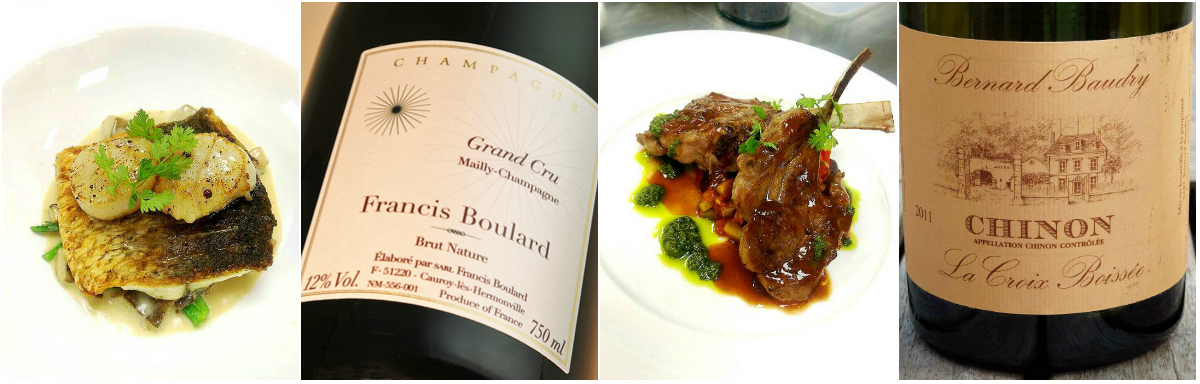 CHAMPAGNE
Grand Cru
Mailly-Champagne
Francis Boulard
Brut Nature
Élaboré par SARL Francis Boulard
F-51220 - Cauroy-lès-Hermonville
NM-556-001
Produce of France
12% Vol.
750 ml
Bernard Baudry
2011
CHINON
APPELLATION CHINON CONTRÔLÉE
La Croix Boissée